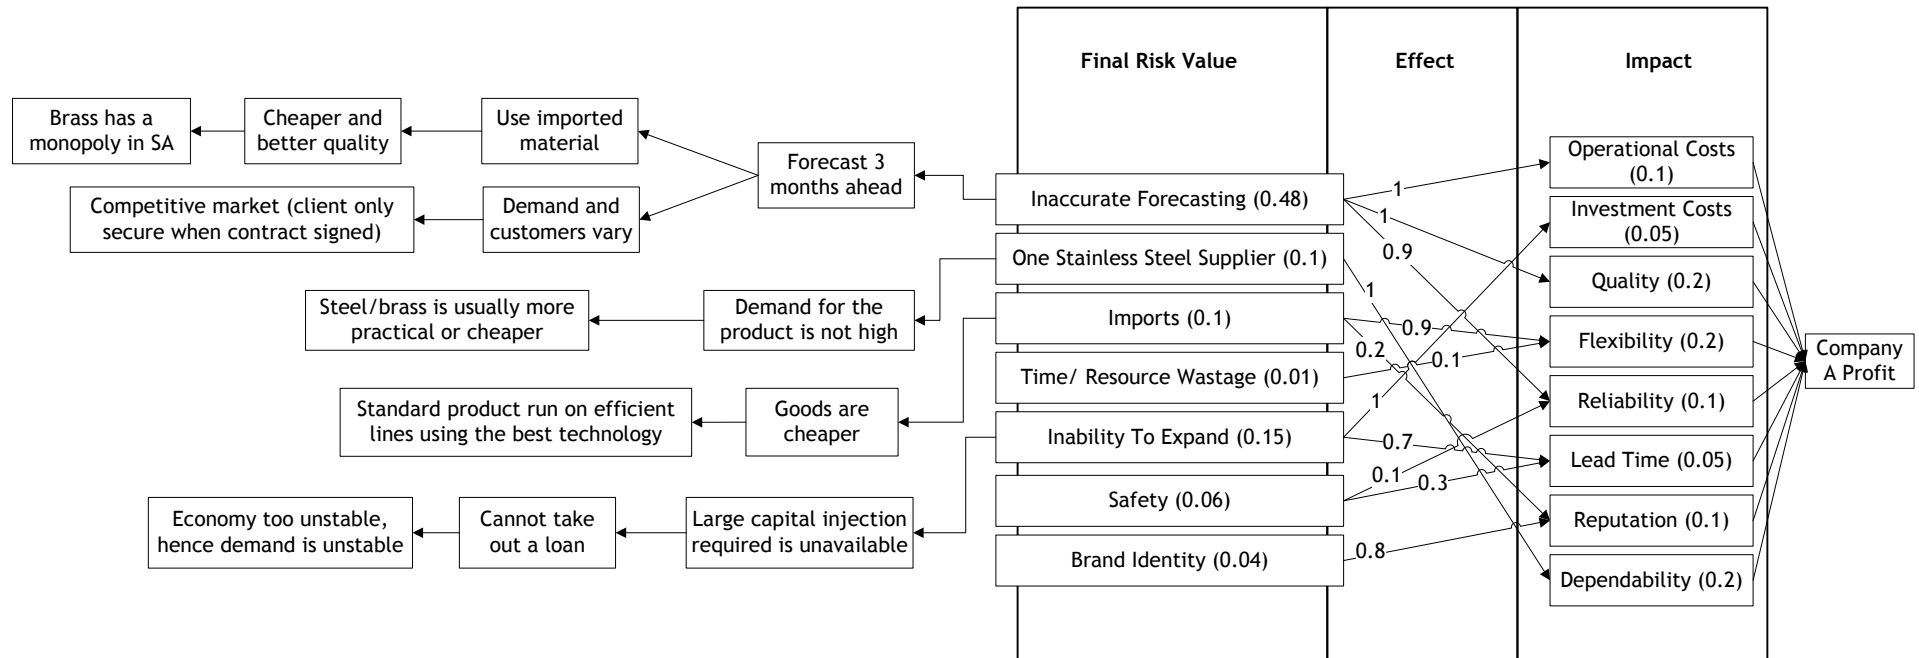 Final Risk Value
Effect
Impact
Brass has a
monopoly in SA
Cheaper and
better quality
Use imported
material
Forecast 3
months ahead
Competitive market (client only
secure when contract signed)
Demand and
customers vary
Steel/brass is usually more
practical or cheaper
Demand for the
product is not high
Standard product run on efficient
lines using the best technology
Goods are
cheaper
Economy too unstable,
hence demand is unstable
Cannot take
out a loan
Large capital injection
required is unavailable
Inaccurate Forecasting (0.48)
One Stainless Steel Supplier (0.1)
Imports (0.1)
Time/ Resource Wastage (0.01)
Inability To Expand (0.15)
Safety (0.06)
Brand Identity (0.04)
1
1
0.9
1
0.9
0.2
0.1
1
0.7
0.1
0.3
0.8
Operational Costs
(0.1)
Investment Costs
(0.05)
Quality (0.2)
Flexibility (0.2)
Reliability (0.1)
Lead Time (0.05)
Reputation (0.1)
Dependability (0.2)
Company
A Profit